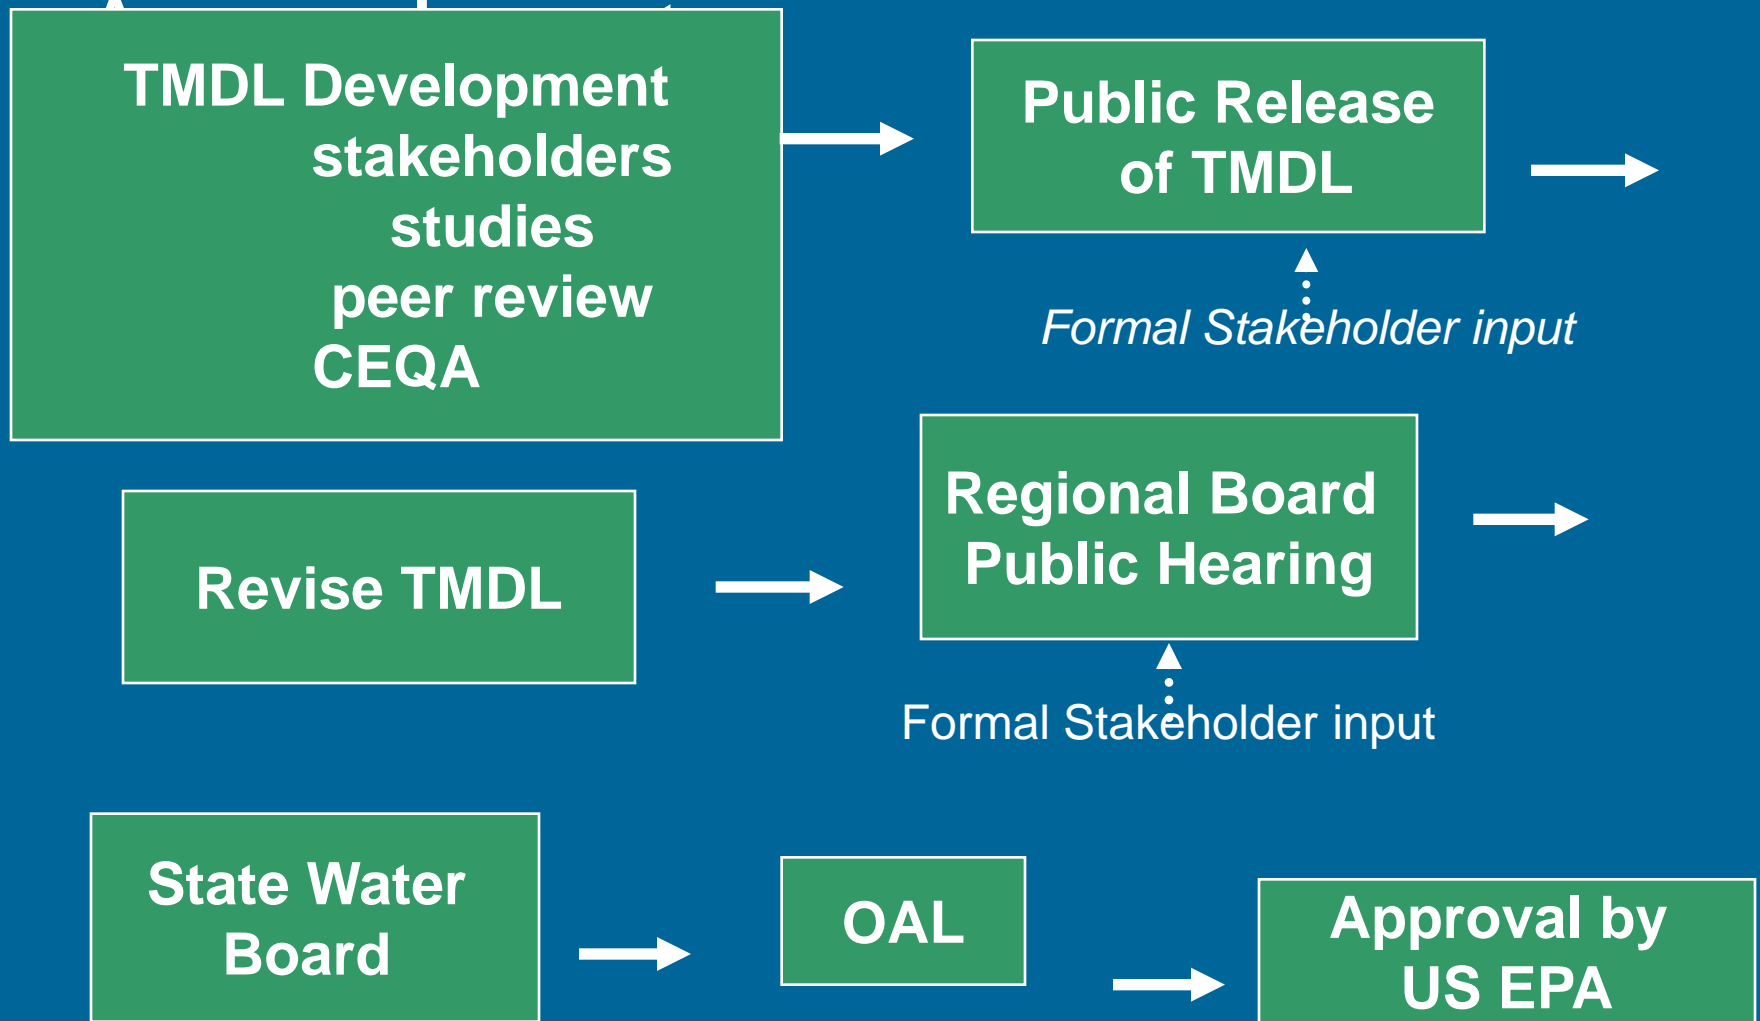 TMDL Development
stakeholders
studies
peer review
CEQA
Public Release
of TMDL
Formal Stakeholder input
Revise TMDL
Regional Board
Public Hearing
Formal Stakeholder input
State Water
Board
OAL
Approval by
US EPA